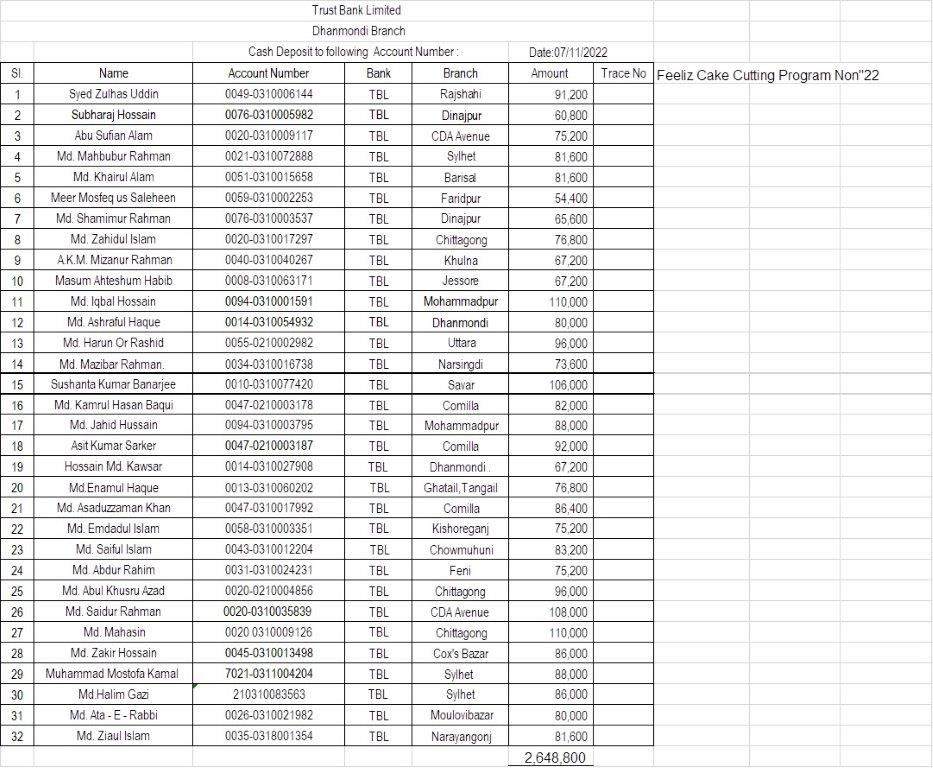 Trust Bank Limited
Dhanmondi Branch
Cash Deposit to following Account Number : Date:07/11/2022
Sl. Name Account Number Bank Branch Amount Trace No Feeliz Cake Cutting Program Non"22
1 Syed Zulhas Uddin 0049-0310006144 TBL Rajshahi 91,200
2 Subharaj Hossain 0076-0310005982 TBL Dinajpur 60,800
3 Abu Sufian Alam 0020-0310009117 TBL CDA Avenue 75,200
4 Md. Mahbubur Rahman 0021-0310072888 TBL Sylhet 81,600
5 Md. Khairul Alam 0051-0310015658 TBL Barisal 81,600
6 Meer Mosfeq us Saleheen 0059-0310002253 TBL Faridpur 54,400
7 Md. Shamimur Rahman 0076-0310003537 TBL Dinajpur 65,600
8 Md. Zahidul Islam 0020-0310017297 TBL Chittagong 76,800
9 A.K.M. Mizanur Rahman 0040-0310040267 TBL Khulna 67,200
10 Masum Ahteshum Habib 0008-0310063171 TBL Jessore 67,200
11 Md. Iqbal Hossain 0094-0310001591 TBL Mohammadpur 110,000
12 Md. Ashraful Haque 0014-0310054932 TBL Dhanmondi 80,000
13 Md. Harun Or Rashid 0055-0210002982 TBL Uttara 96,000
14 Md. Mazibar Rahman. 0034-0310016738 TBL Narsingdi 73,600
15 Sushanta Kumar Banarjee 0010-0310077420 TBL Savar 106,000
16 Md. Kamrul Hasan Baqui 0047-0210003178 TBL Comilla 82,000
17 Md. Jahid Hussain 0094-0310003795 TBL Mohammadpur 88,000
18 Asit Kumar Sarker 0047-0210003187 TBL Comilla 92,000
19 Hossain Md. Kawsar 0014-0310027908 TBL Dhanmondi . 67,200
20 Md.Enamul Haque 0013-0310060202 TBL Ghatail,Tangail 76,800
21 Md. Asaduzzaman Khan 0047-0310017992 TBL Comilla 86,400
22 Md. Emdadul Islam 0058-0310003351 TBL Kishoreganj 75,200
23 Md. Saiful Islam 0043-0310012204 TBL Chowmuhuni 83,200
24 Md. Abdur Rahim 0031-0310024231 TBL Feni 75,200
25 Md. Abul Khusru Azad 0020-0210004856 TBL Chittagong 96,000
26 Md. Saidur Rahman 0020-0310035839 TBL CDA Avenue 108,000
27 Md. Mahasin 0020 0310009126 TBL Chittagong 110,000
28 Md. Zakir Hossain 0045-0310013498 TBL Cox's Bazar 86,000
29 Muhammad Mostofa Kamal 7021-0311004204 TBL Sylhet 88,000
30 Md.Halim Gazi 210310083563 TBL Sylhet 86,000
31 Md. Ata - E - Rabbi 0026-0310021982 TBL Moulovibazar 80,000
32 Md. Ziaul Islam 0035-0318001354 TBL Narayangonj 81,600
2,648,800